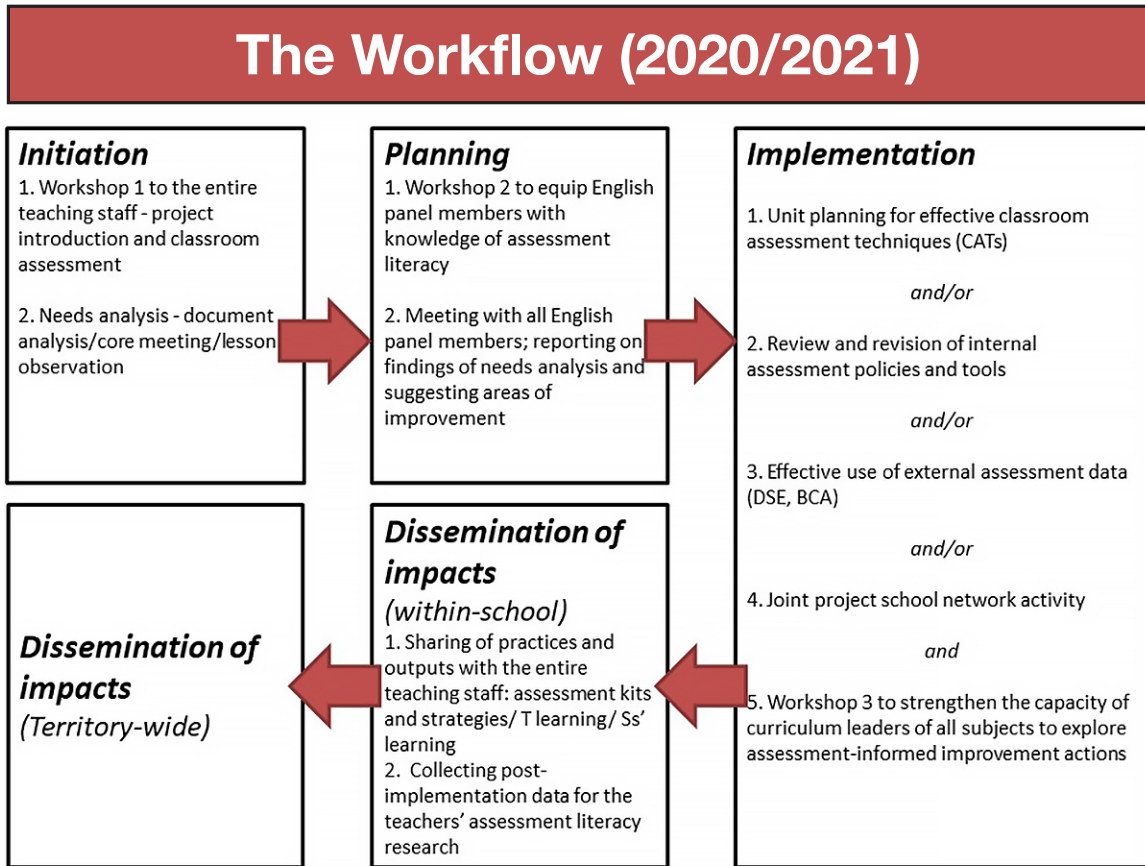 The Workflow (2020/2021)
Initiation
1. Workshop 1 to the entire
teaching staff - project
introduction and classroom
assessment
2. Needs analysis - document
analysis/core meeting/lesson
observation
Planning
1. Workshop 2 to equip English
panel members with
knowledge of assessment
literacy
2. Meeting with all English
panel members; reporting on
findings of needs analysis and
suggesting areas of
improvement
Implementation
1. Unit planning for effective classroom
assessment techniques (CATs)
and/or
2. Review and revision of internal
assessment policies and tools
and/or
3. Effective use of external assessment data
(DSE, BCA)
and/or
4. Joint project school network activity
and
5. Workshop 3 to strengthen the capacity of
curriculum leaders of all subjects to explore
assessment-informed improvement actions
Dissemination of
impacts
(within-school)
1. Sharing of practices and
outputs with the entire
teaching staff: assessment kits
and strategies/ T learning/ Ss'
learning
2. Collecting post-
implementation data for the
teachers' assessment literacy
research
Dissemination of
impacts
(Territory-wide)